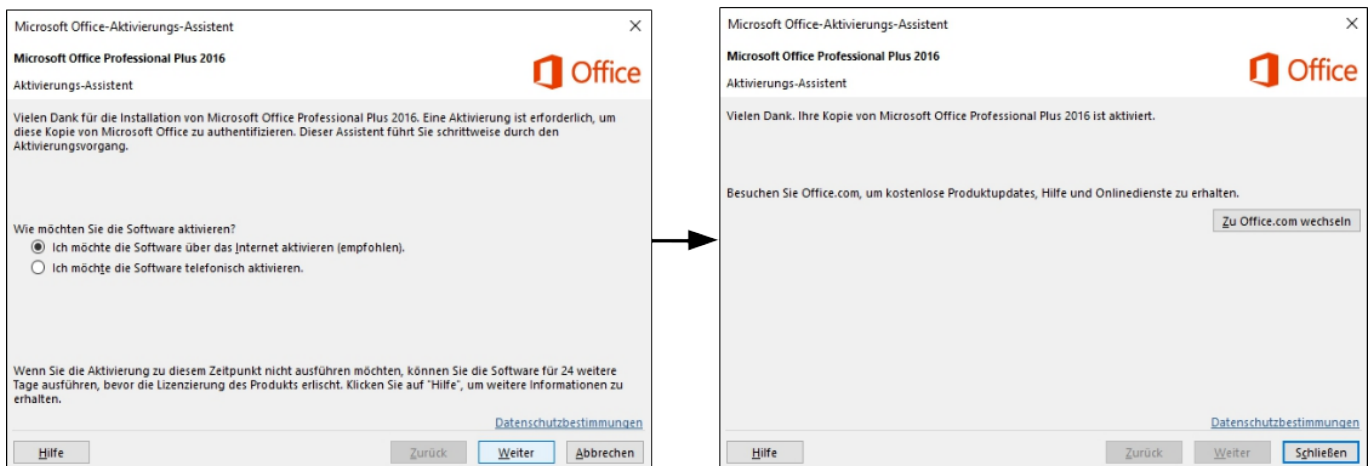 Microsoft Office-Aktivierungs-Assistent
Microsoft Office Professional Plus 2016
Office
Aktivierungs-Assistent
Vielen Dank für die Installation von Microsoft Office Professional Plus 2016. Eine Aktivierung ist erforderlich, um
diese Kopie von Microsoft Office zu authentifizieren. Dieser Assistent führt Sie schrittweise durch den
Aktivierungsvorgang.
Wie möchten Sie die Software aktivieren?
Ich möchte die Software über das Internet aktivieren (empfohlen).
Ich möchte die Software telefonisch aktivieren.
Wenn Sie die Aktivierung zu diesem Zeitpunkt nicht ausführen möchten, können Sie die Software für 24 weitere
Tage ausführen, bevor die Lizenzierung des Produkts erlischt. Klicken Sie auf "Hilfe", um weitere Informationen zu
erhalten.
Datenschutzbestimmungen
Hilfe
Zurück
Weiter
Abbrechen
Microsoft Office-Aktivierungs-Assistent
Microsoft Office Professional Plus 2016
Office
Aktivierungs-Assistent
Vielen Dank. Ihre Kopie von Microsoft Office Professional Plus 2016 ist aktiviert.
Besuchen Sie Office.com, um kostenlose Produktupdates, Hilfe und Onlinedienste zu erhalten.
Zu Office.com wechseln
Datenschutzbestimmungen
Hilfe
Zurück
Weiter
Schließen